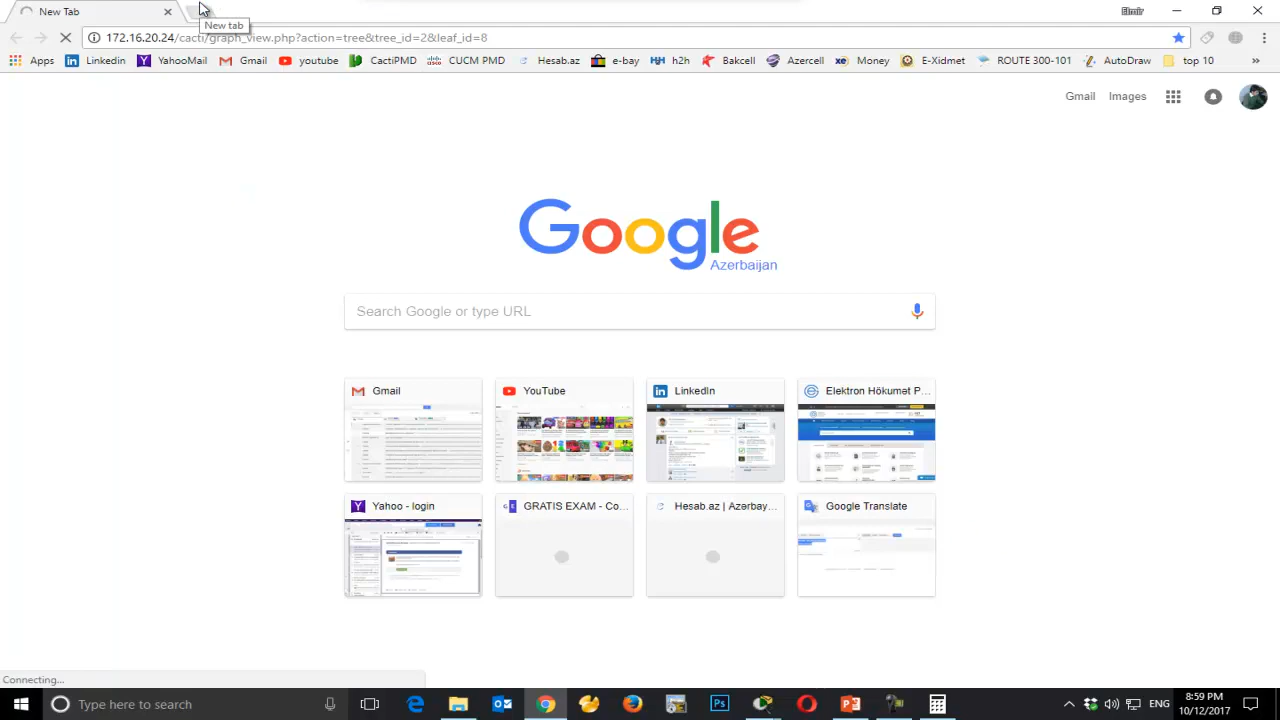 New Tab
Elmir
New tab
172.16.20.24/cacti/graph_view.php?action=tree&tree_id=2&leaf_id=8
Apps Linkedin YahooMail Gmail youtube CactiPMD CUCM PMD Hesab.az e-bay h2h Bakcell Azercell Money E-Xidmet ROUTE 300-101 AutoDraw top 10 »
Gmail Images
Google
Azerbaijan
Search Google or type URL
Gmail YouTube LinkedIn Elektron Hökumet P...
Yahoo - login GRATIS EXAM - Co... Hesab.az | Azərbay... Google Translate
Connecting...
Type here to search
ENG
8:59 PM
10/12/2017